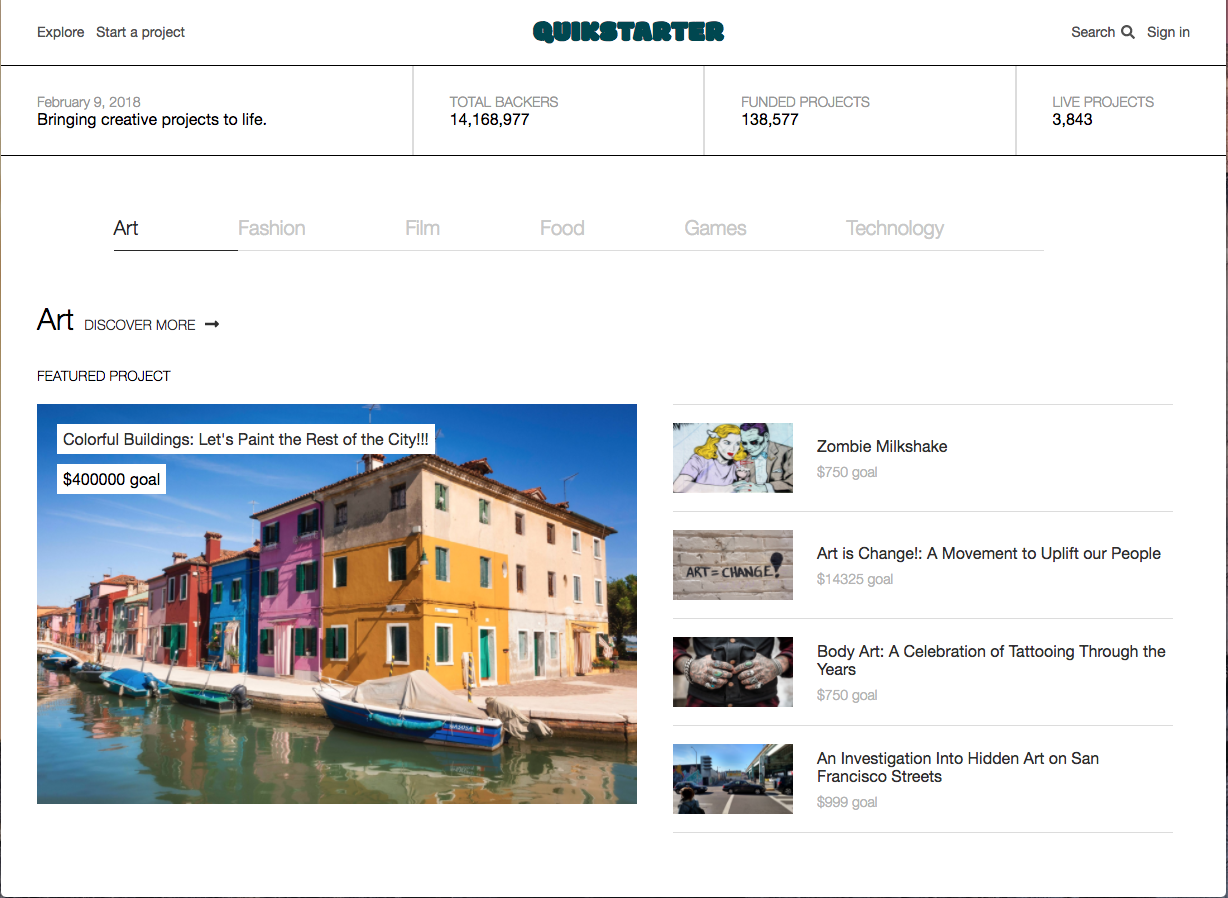 Explore Start a project
QUIKSTARTER
Search Sign in
February 9, 2018
Bringing creative projects to life.
TOTAL BACKERS
14,168,977
FUNDED PROJECTS
138,577
LIVE PROJECTS
3,843
Art Fashion Film Food Games Technology
Art DISCOVER MORE
FEATURED PROJECT
Colorful Buildings: Let's Paint the Rest of the City!!!
$400000 goal
Zombie Milkshake
$750 goal
ART = CHANGE!
Art is Change!: A Movement to Uplift our People
$14325 goal
Body Art: A Celebration of Tattooing Through the
Years
$750 goal
An Investigation Into Hidden Art on San
Francisco Streets
$999 goal